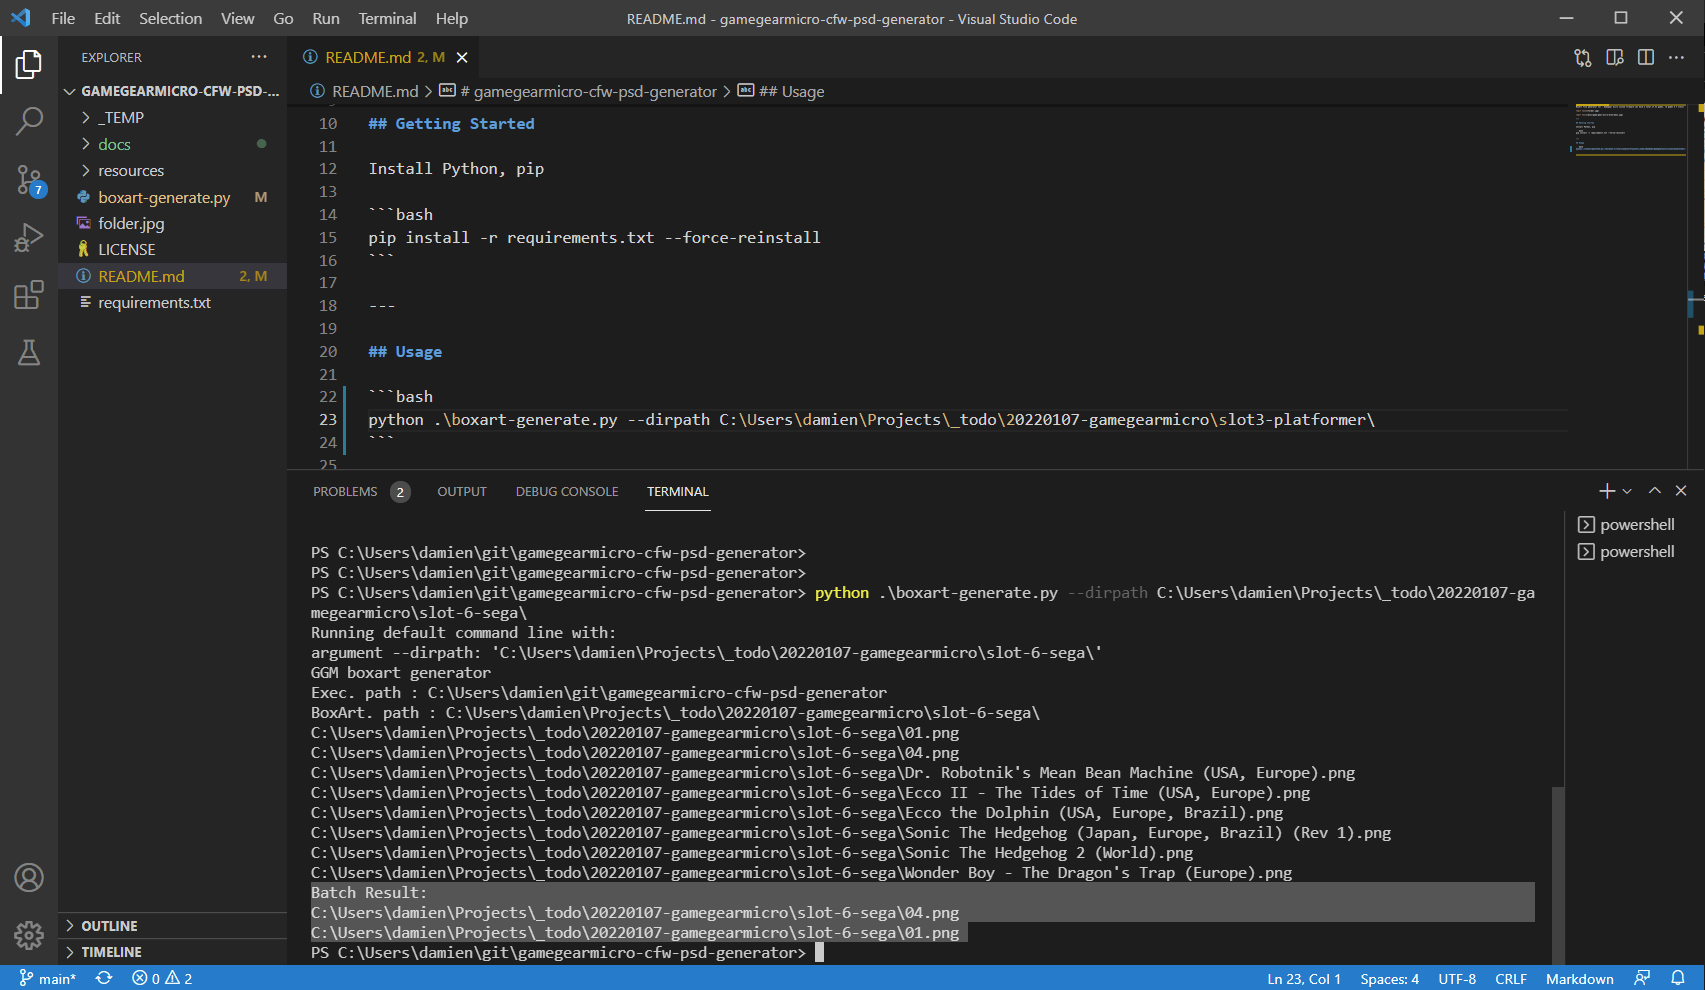 File Edit Selection View Go Run Terminal Help README.md - gamegearmicro-cfw-psd-generator - Visual Studio Code
EXPLORER
README.md 2, M
GAMEGEARMICRO-CFW-PSD-...
_TEMP
docs
resources
boxart-generate.py M
folder.jpg
LICENSE
README.md 2, M
requirements.txt
OUTLINE
TIMELINE
7
README.md > # gamegearmicro-cfw-psd-generator > ## Usage
10 ## Getting Started
11
12 Install Python, pip
13
14 ```bash
15 pip install -r requirements.txt --force-reinstall
16 ```
17
18 ---
19
20 ## Usage
21
22 ```bash
23 python .\boxart-generate.py --dirpath C:\Users\damien\Projects\_todo\20220107-gamegearmicro\slot3-platformer\
24 ```
25
PROBLEMS 2 OUTPUT DEBUG CONSOLE TERMINAL
powershell
powershell
PS C:\Users\damien\git\gamegearmicro-cfw-psd-generator>
PS C:\Users\damien\git\gamegearmicro-cfw-psd-generator>
PS C:\Users\damien\git\gamegearmicro-cfw-psd-generator> python .\boxart-generate.py --dirpath C:\Users\damien\Projects\_todo\20220107-ga
megearmicro\slot-6-sega\
Running default command line with:
argument --dirpath: 'C:\Users\damien\Projects\_todo\20220107-gamegearmicro\slot-6-sega\'
GGM boxart generator
Exec. path : C:\Users\damien\git\gamegearmicro-cfw-psd-generator
BoxArt. path : C:\Users\damien\Projects\_todo\20220107-gamegearmicro\slot-6-sega\
C:\Users\damien\Projects\_todo\20220107-gamegearmicro\slot-6-sega\01.png
C:\Users\damien\Projects\_todo\20220107-gamegearmicro\slot-6-sega\04.png
C:\Users\damien\Projects\_todo\20220107-gamegearmicro\slot-6-sega\Dr. Robotnik's Mean Bean Machine (USA, Europe).png
C:\Users\damien\Projects\_todo\20220107-gamegearmicro\slot-6-sega\Ecco II - The Tides of Time (USA, Europe).png
C:\Users\damien\Projects\_todo\20220107-gamegearmicro\slot-6-sega\Ecco the Dolphin (USA, Europe, Brazil).png
C:\Users\damien\Projects\_todo\20220107-gamegearmicro\slot-6-sega\Sonic The Hedgehog (Japan, Europe, Brazil) (Rev 1).png
C:\Users\damien\Projects\_todo\20220107-gamegearmicro\slot-6-sega\Sonic The Hedgehog 2 (World).png
C:\Users\damien\Projects\_todo\20220107-gamegearmicro\slot-6-sega\Wonder Boy - The Dragon's Trap (Europe).png
Batch Result:
C:\Users\damien\Projects\_todo\20220107-gamegearmicro\slot-6-sega\04.png
C:\Users\damien\Projects\_todo\20220107-gamegearmicro\slot-6-sega\01.png
PS C:\Users\damien\git\gamegearmicro-cfw-psd-generator>
main* 0 2 Ln 23, Col 1 Spaces: 4 UTF-8 CRLF Markdown